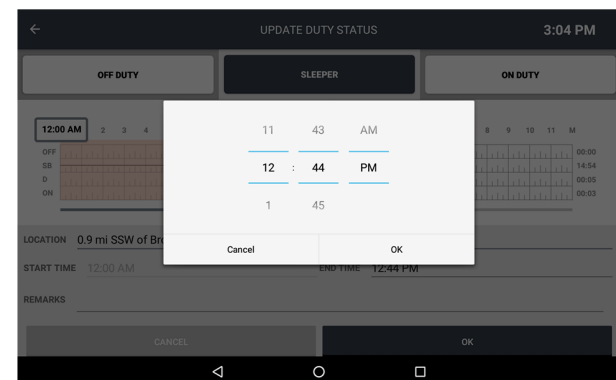 UPDATE DUTY STATUS 3:04 PM
OFF DUTY SLEEPER ON DUTY
12:00 AM 2 3 4 8 9 10 11 M
OFF 00:00
SB 14:54
D 00:05
ON 00:03
11 43 AM
12 : 44 PM
1 45
Cancel OK
LOCATION 0.9 mi SSW of Bro
START TIME 12:00 AM END TIME 12:44 PM
REMARKS
CANCEL OK